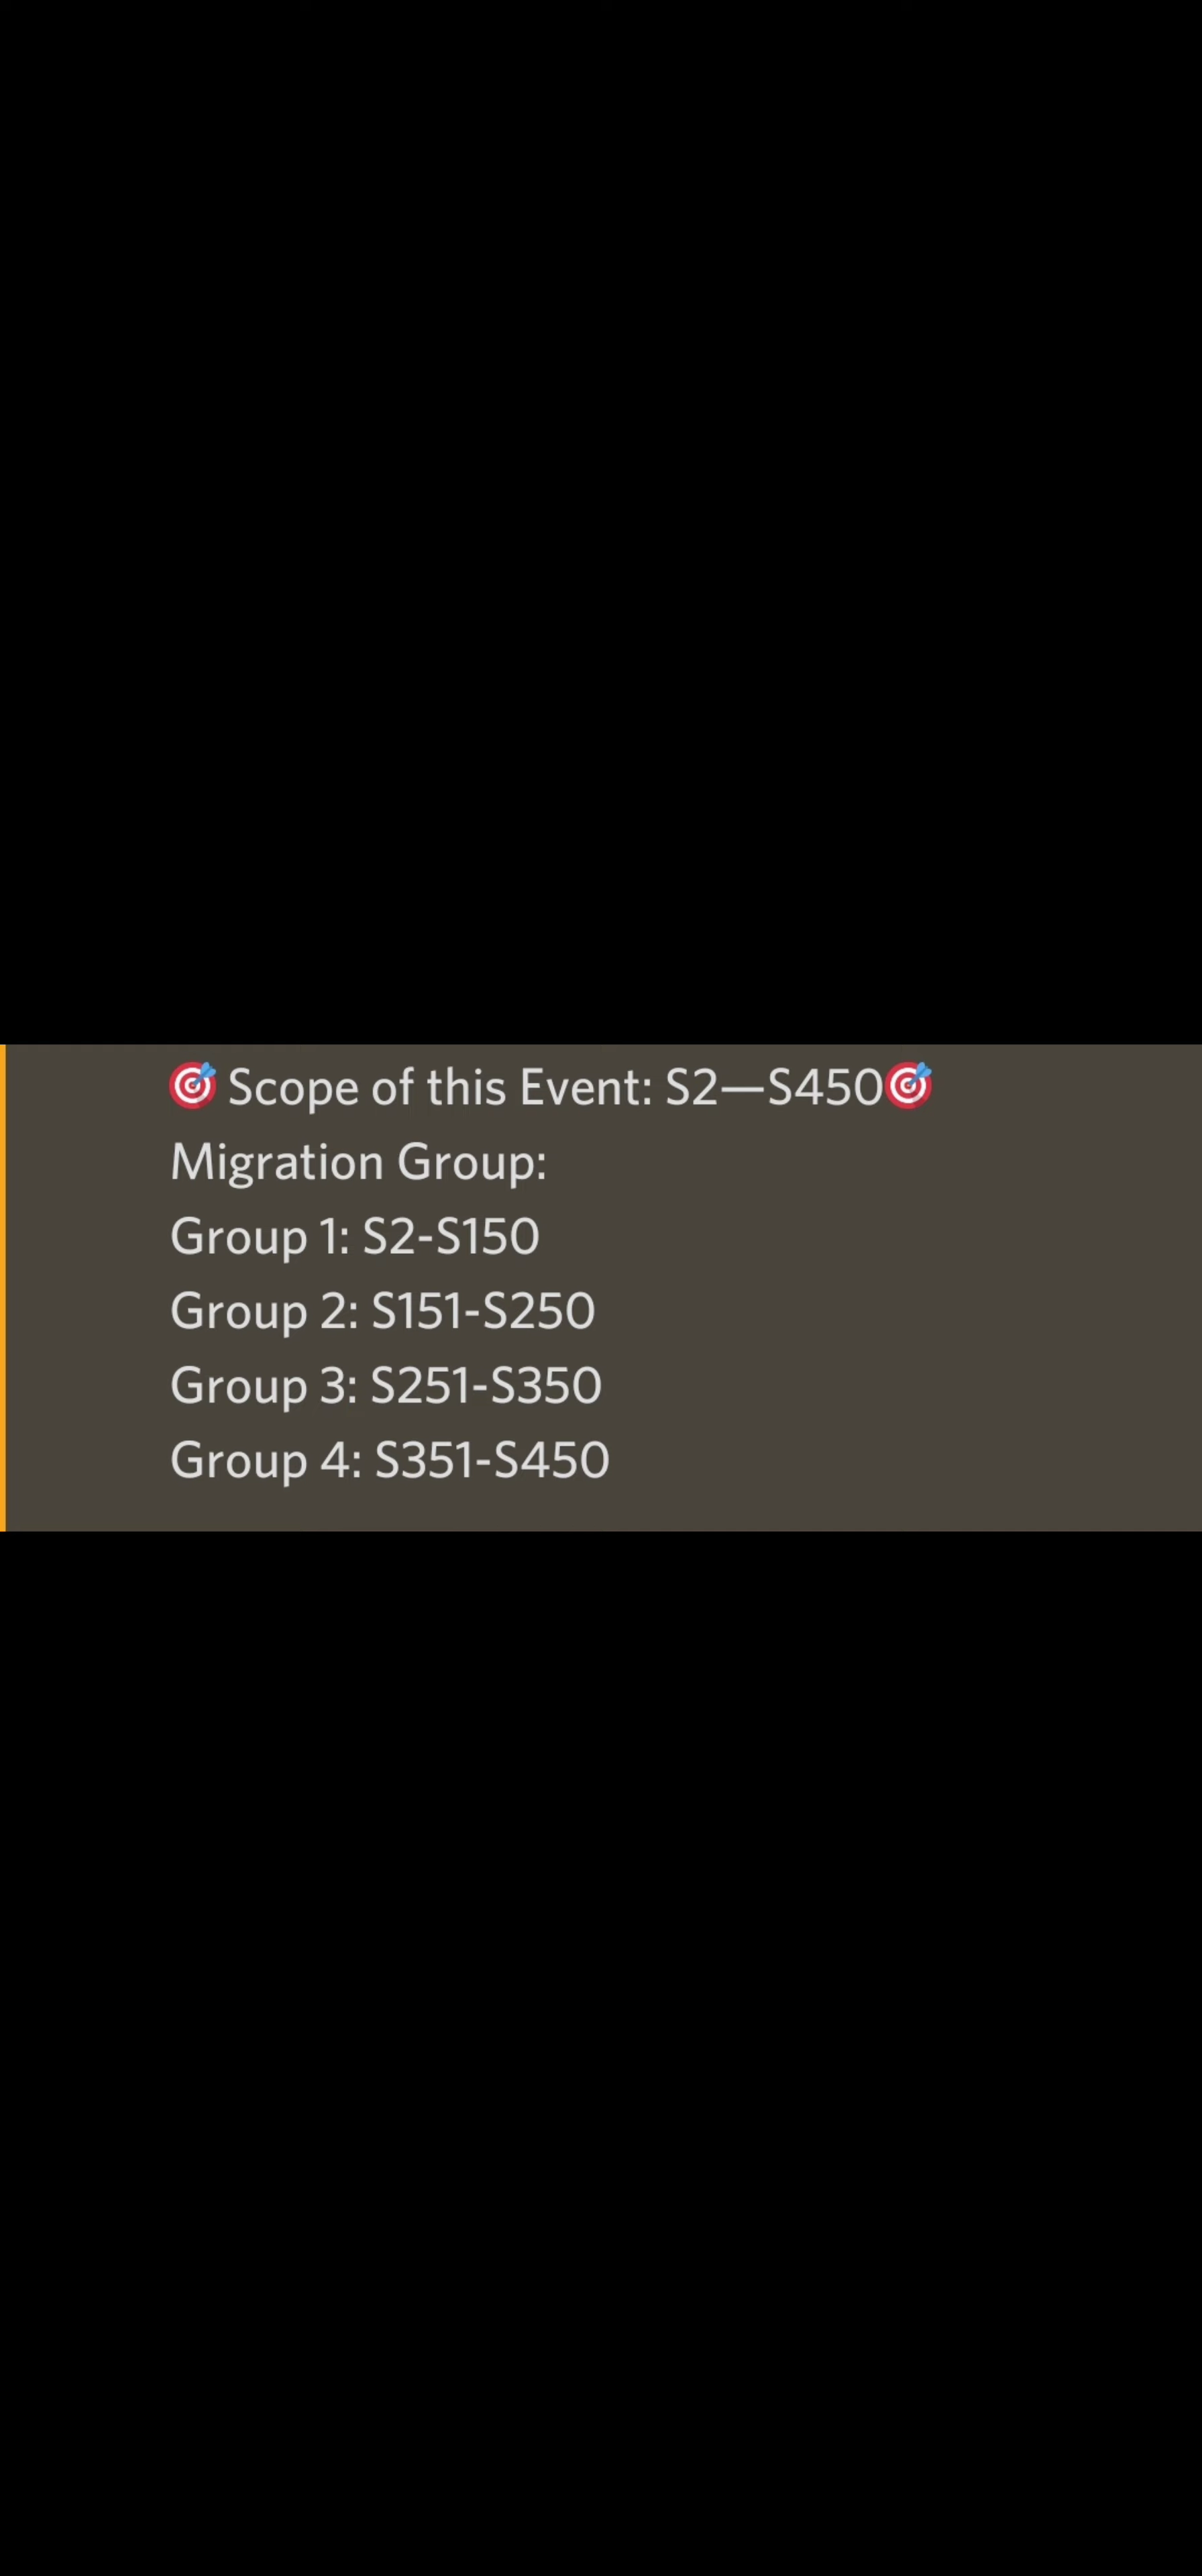 🎯 Scope of this Event: S2—S450🎯
Migration Group:
Group 1: S2-S150
Group 2: S151-S250
Group 3: S251-S350
Group 4: S351-S450